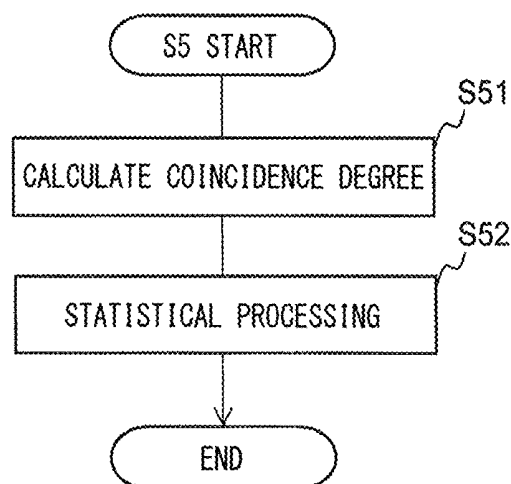 S5 START
S51
CALCULATE COINCIDENCE DEGREE
S52
STATISTICAL PROCESSING
END